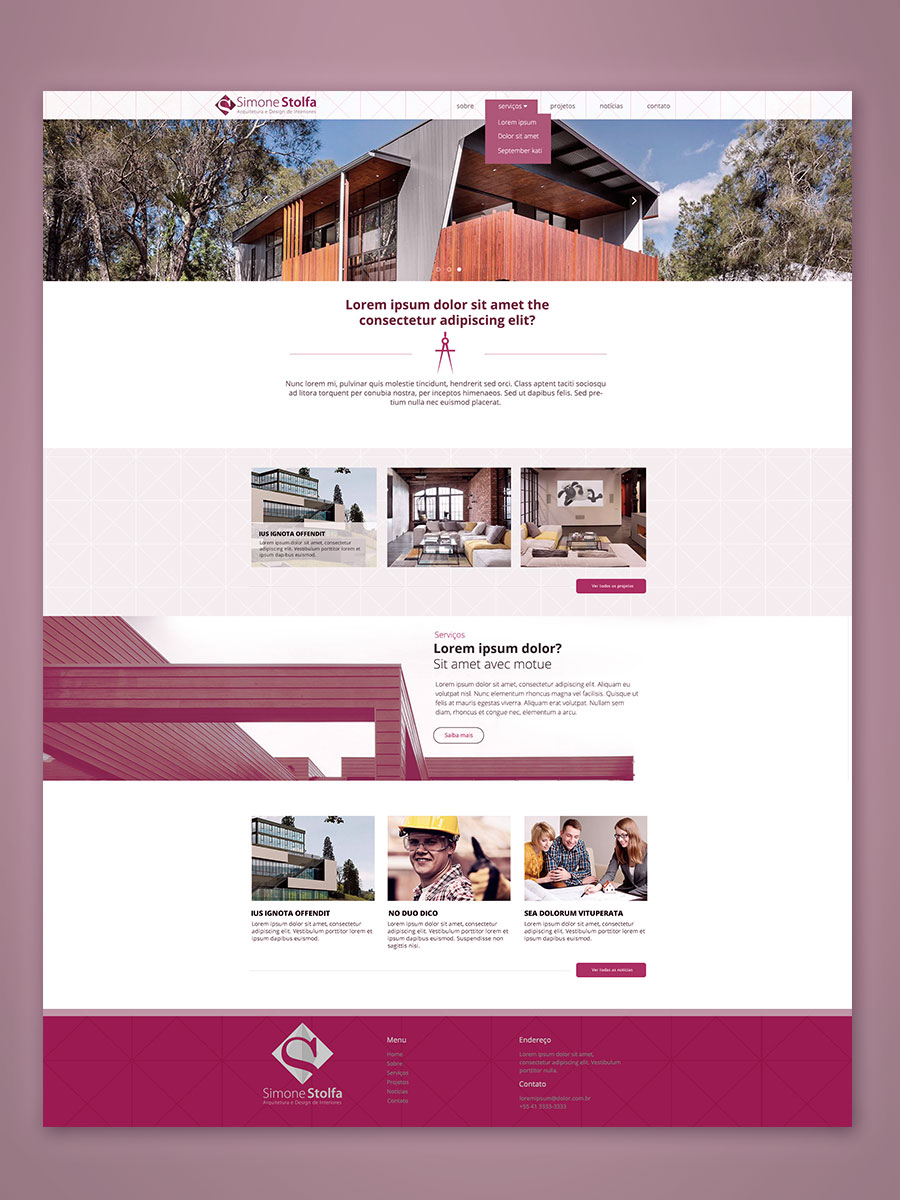 Simone Stolfa
Arquitetura e Design de Interiores
sobre
serviços
projetos
notícias
contato
Lorem ipsum
Dolor sit amet
September kati
Lorem ipsum dolor sit amet the
consectetur adipiscing elit?
Nunc lorem mi, pulvinar quis molestie tincidunt, hendrerit sed orci. Class aptent taciti sociosqu
ad litora torquent per conubia nostra, per inceptos himenaeos. Sed ut dapibus felis. Sed pre-
tium nulla nec euismod placerat.
IUS IGNOTA OFFENDIT
Lorem ipsum dolor sit amet, consectetur
adipiscing elit. Vestibulum porttitor lorem et
ipsum dapibus euismod.
Ver todos os projetos
Serviços
Lorem ipsum dolor?
Sit amet avec motue
Lorem ipsum dolor sit amet, consectetur adipiscing elit. Aliquam eu
volutpat nisl. Nunc elementum rhoncus magna vel facilisis. Quisque ut
felis at mauris egestas viverra. Aliquam erat volutpat. Nullam sem
diam, rhoncus et congue nec, elementum a arcu.
Saiba mais
IUS IGNOTA OFFENDIT
Lorem ipsum dolor sit amet, consectetur
adipiscing elit. Vestibulum porttitor lorem et
ipsum dapibus euismod.
NO DUO DICO
Lorem ipsum dolor sit amet, consectetur
adipiscing elit. Vestibulum porttitor lorem et
ipsum dapibus euismod. Suspendisse non
sagittis nisi.
SEA DOLORUM VITUPERATA
Lorem ipsum dolor sit amet, consectetur
adipiscing elit. Vestibulum porttitor lorem et
ipsum dapibus euismod.
Ver todas as notícias
S
Simone Stolfa
Arquitetura e Design de Interiores
Menu
Home
Sobre
Serviços
Projetos
Notícias
Contato
Endereço
Lorem ipsum dolor sit amet,
consectetur adipiscing elit. Vestibulum
porttitor nulla.
Contato
loremipsum@dolor.com.br
+55 41 3333-3333